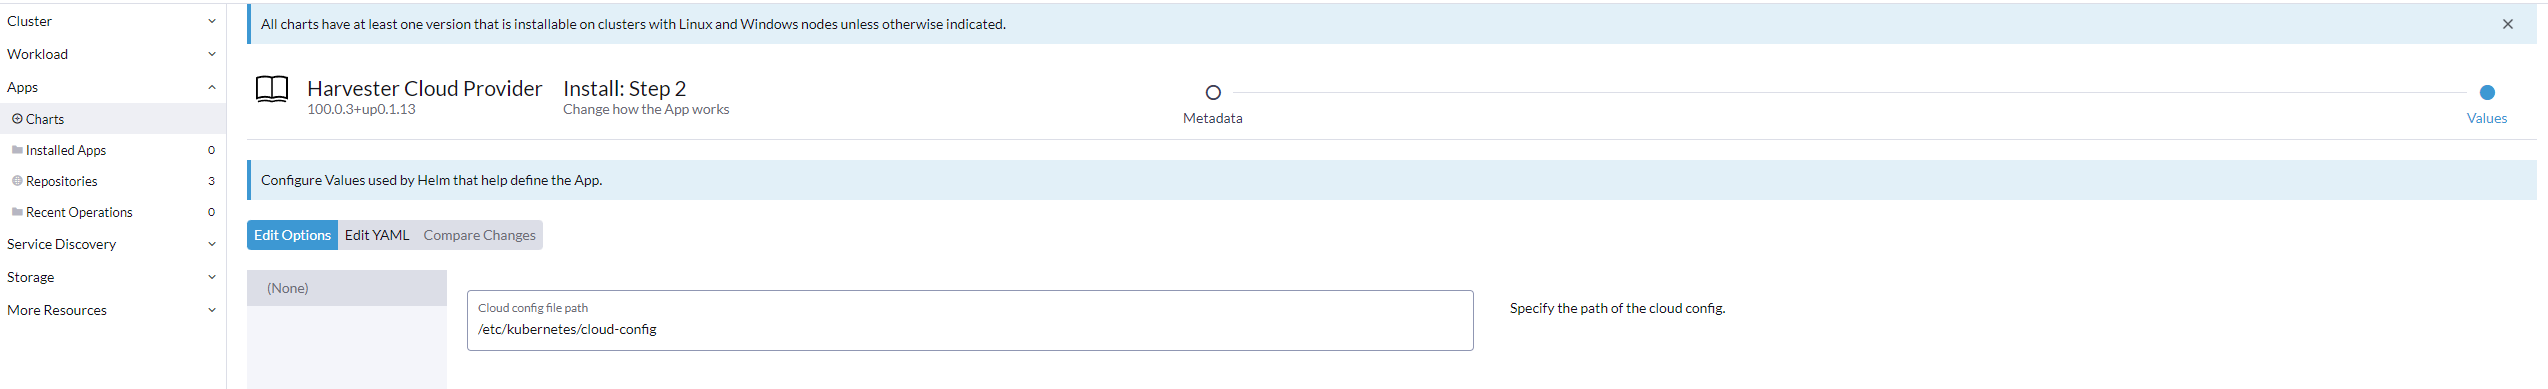 Cluster
Workload
Apps
Charts
Installed Apps 0
Repositories 3
Recent Operations 0
Service Discovery
Storage
More Resources
All charts have at least one version that is installable on clusters with Linux and Windows nodes unless otherwise indicated.
Harvester Cloud Provider
100.0.3+up0.1.13
Install: Step 2
Change how the App works
Metadata
Values
Configure Values used by Helm that help define the App.
Edit Options Edit YAML Compare Changes
(None)
Cloud config file path
/etc/kubernetes/cloud-config
Specify the path of the cloud config.